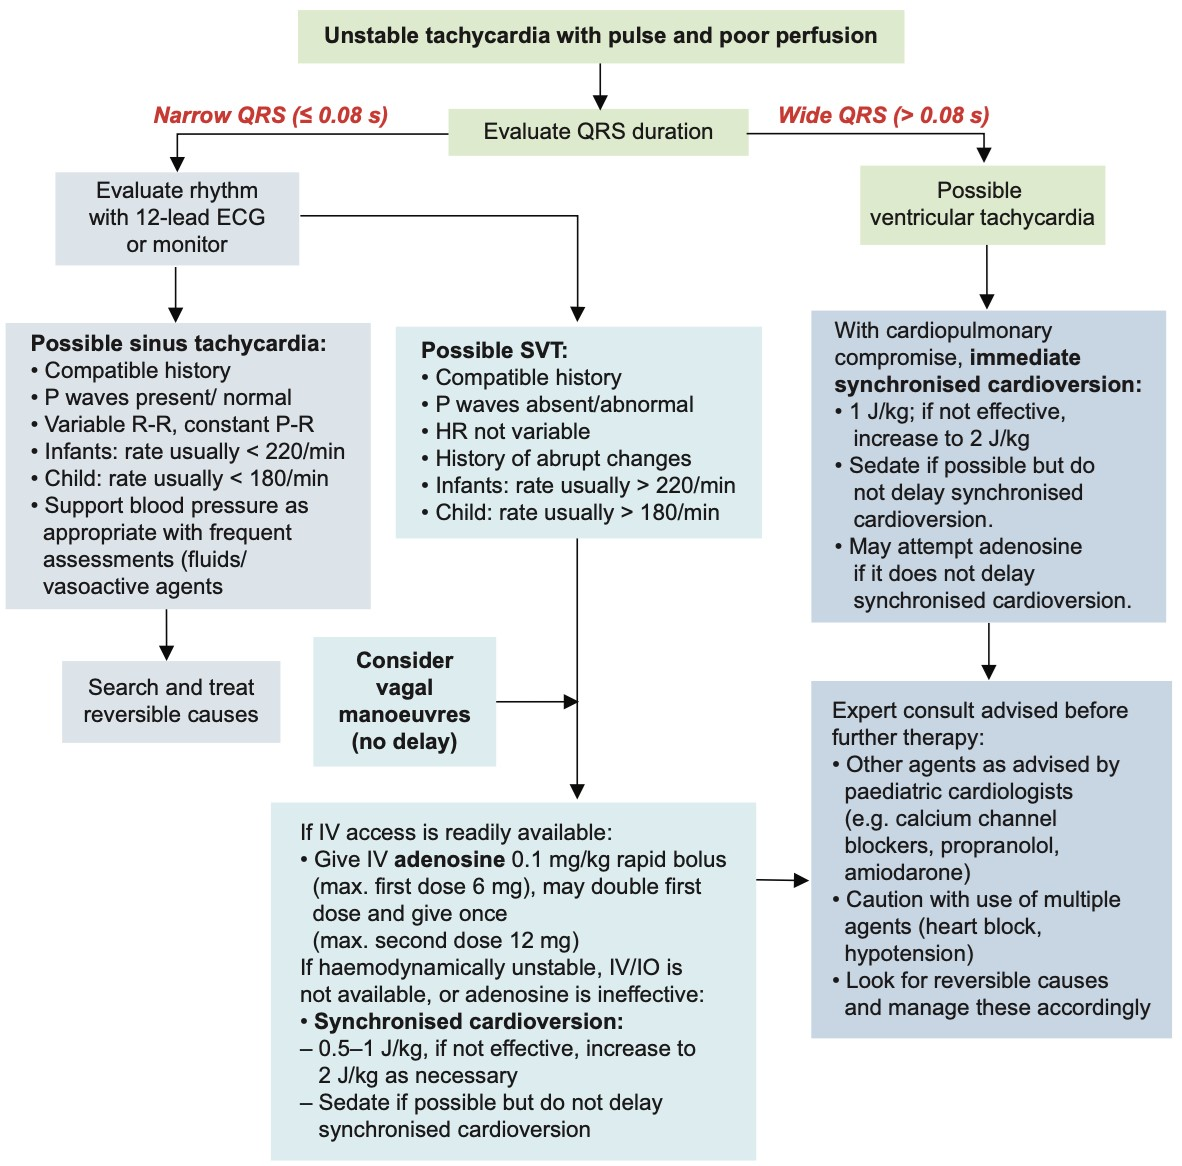 Unstable tachycardia with pulse and poor perfusion
Narrow QRS (≤ 0.08 s)
Evaluate QRS duration
Wide QRS (> 0.08 s)
Evaluate rhythm
with 12-lead ECG
or monitor
Possible
ventricular tachycardia
Possible sinus tachycardia:
• Compatible history
• P waves present/ normal
• Variable R-R, constant P-R
• Infants: rate usually < 220/min
• Child: rate usually < 180/min
• Support blood pressure as
appropriate with frequent
assessments (fluids/
vasoactive agents
Search and treat
reversible causes
Possible SVT:
• Compatible history
• P waves absent/abnormal
• HR not variable
• History of abrupt changes
• Infants: rate usually > 220/min
• Child: rate usually > 180/min
Consider
vagal
manoeuvres
(no delay)
If IV access is readily available:
• Give IV adenosine 0.1 mg/kg rapid bolus
(max. first dose 6 mg), may double first
dose and give once
(max. second dose 12 mg)
If haemodynamically unstable, IV/IO is
not available, or adenosine is ineffective:
• Synchronised cardioversion:
– 0.5–1 J/kg, if not effective, increase to
2 J/kg as necessary
– Sedate if possible but do not delay
synchronised cardioversion
With cardiopulmonary
compromise, immediate
synchronised cardioversion:
• 1 J/kg; if not effective,
increase to 2 J/kg
• Sedate if possible but do
not delay synchronised
cardioversion.
• May attempt adenosine
if it does not delay
synchronised cardioversion.
Expert consult advised before
further therapy:
• Other agents as advised by
paediatric cardiologists
(e.g. calcium channel
blockers, propranolol,
amiodarone)
• Caution with use of multiple
agents (heart block,
hypotension)
• Look for reversible causes
and manage these accordingly